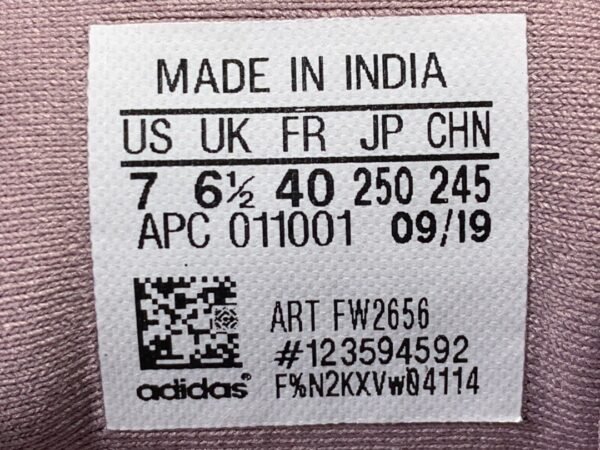 MADE IN INDIA
US UK FR JP CHN
7 6½ 40 250 245
APC 011001 09/19
ART FW2656
#123594592
adidas F%N2KXVw04114